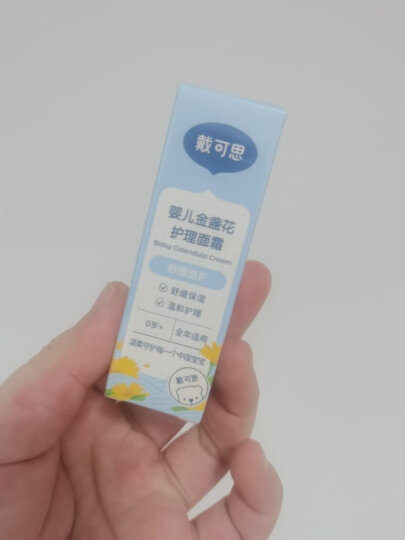 戴可思
婴儿金盏花
护理面霜
Baby Calendula Cream
舒缓倍护
舒缓保湿
温和护理
0岁+ 全年适用
温柔守护每一个中国宝宝
戴可思